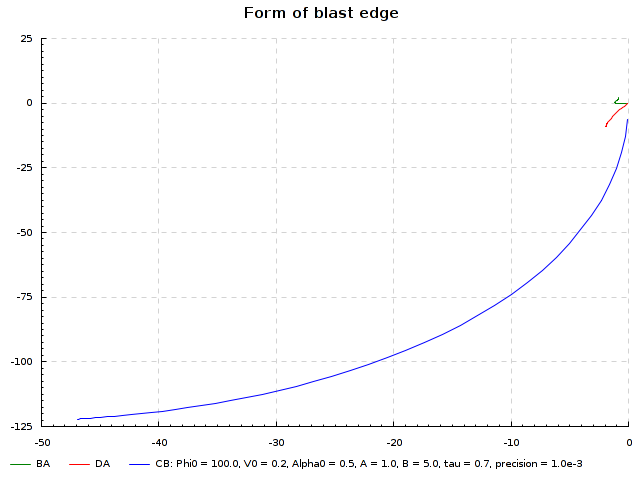 Form of blast edge
25
0
-25
-50
-75
-100
-125
-50 -40 -30 -20 -10 0
BA DA CB: Phi0 = 100.0, V0 = 0.2, Alpha0 = 0.5, A = 1.0, B = 5.0, tau = 0.7, precision = 1.0e-3